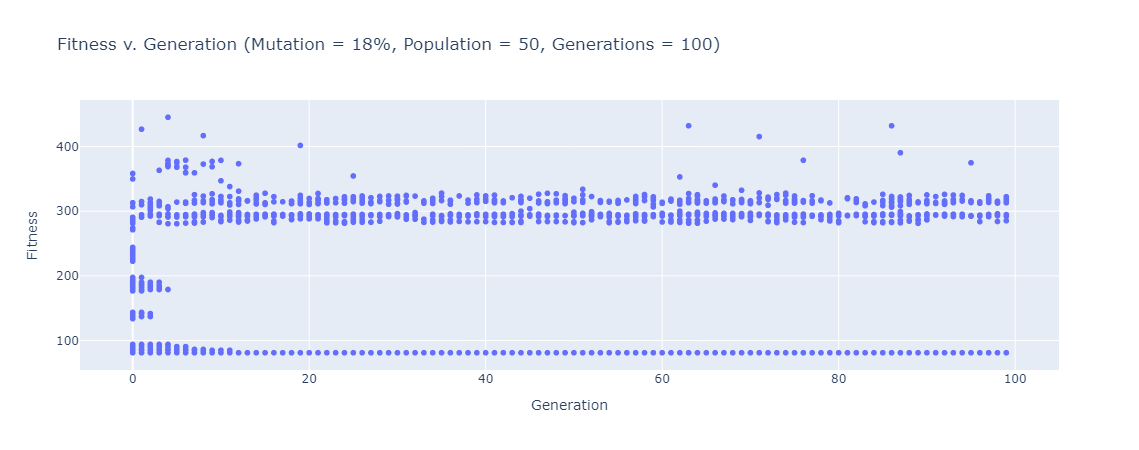 Fitness v. Generation (Mutation = 18%, Population = 50, Generations = 100)
400
300
200
100
Fitness
0 20 40 60 80 100
Generation